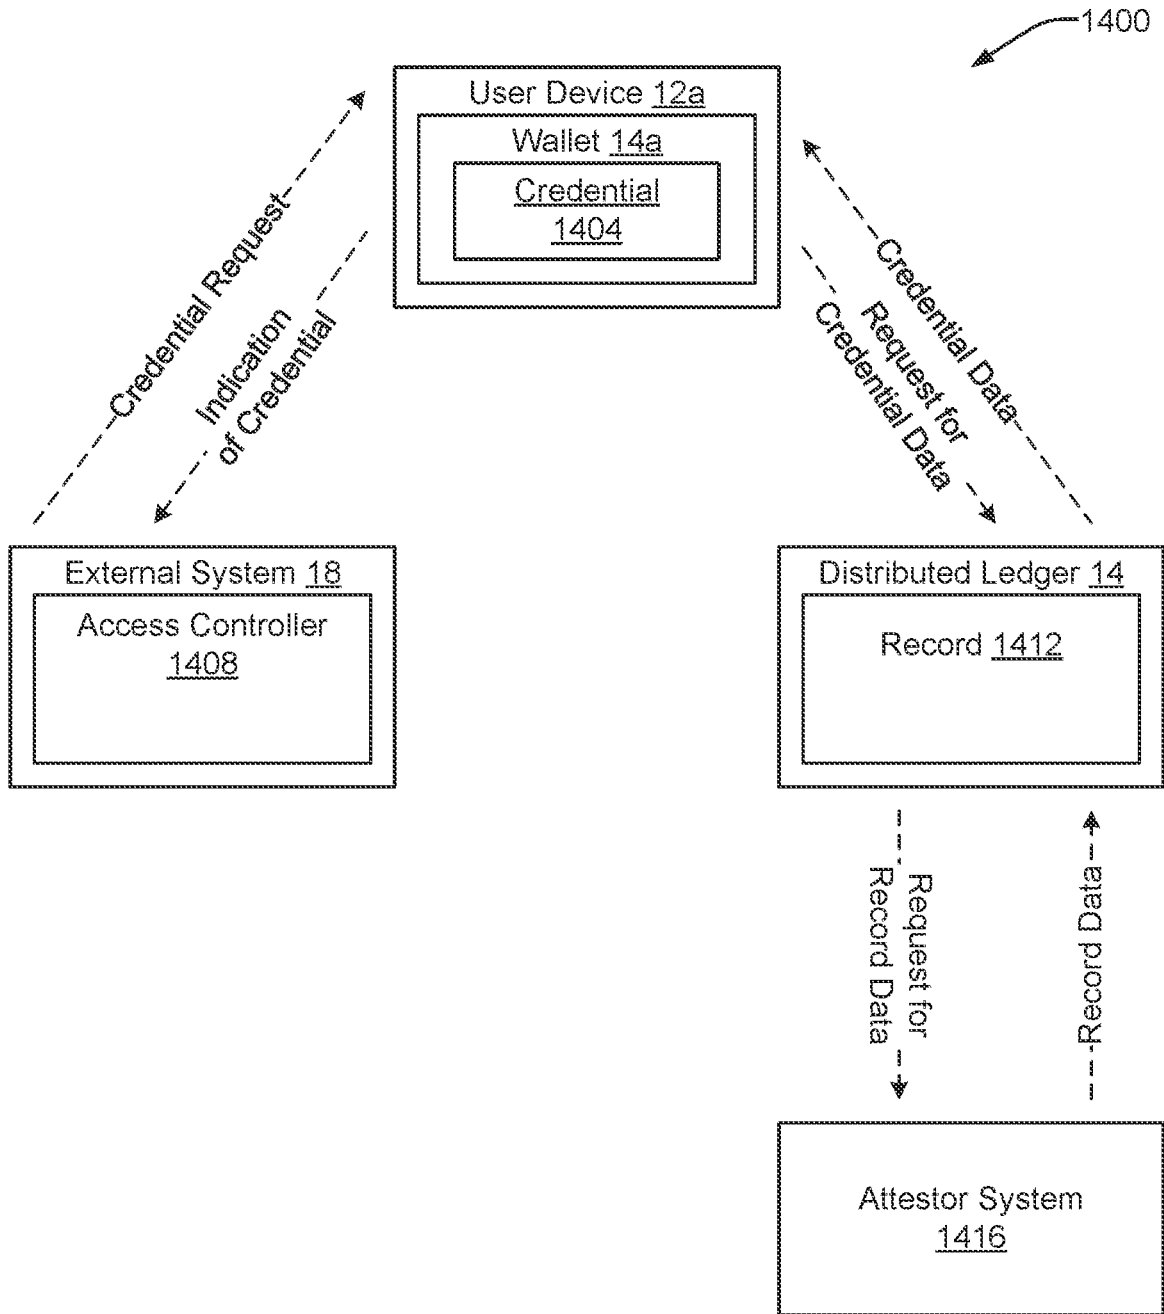 1400
User Device 12a
Wallet 14a
Credential
1404
Credential Request
Indication
of Credential
Credential Data
Request for
Credential Data
External System 18
Access Controller
1408
Distributed Ledger 14
Record 1412
Request for
Record Data
Record Data
Attestor System
1416